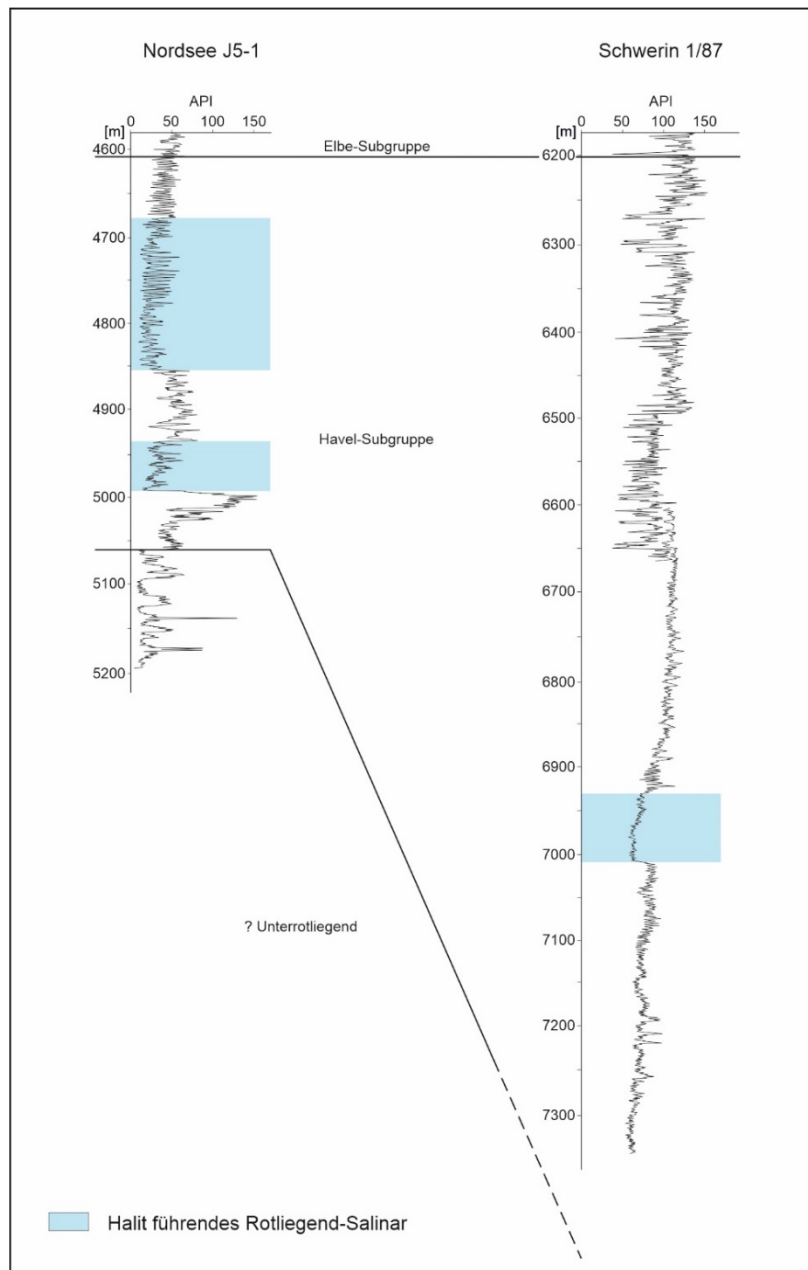 Nordsee J5-1
Schwerin 1/87
API
0 50 100 150
[m]
4600
4700
4800
4900
5000
5100
5200
API
0 50 100 150
[m]
6200
6300
6400
6500
6600
6700
6800
6900
7000
7100
7200
7300
Elbe-Subgruppe
Havel-Subgruppe
? Unterrotliegend
Halit führendes Rotliegend-Salinar